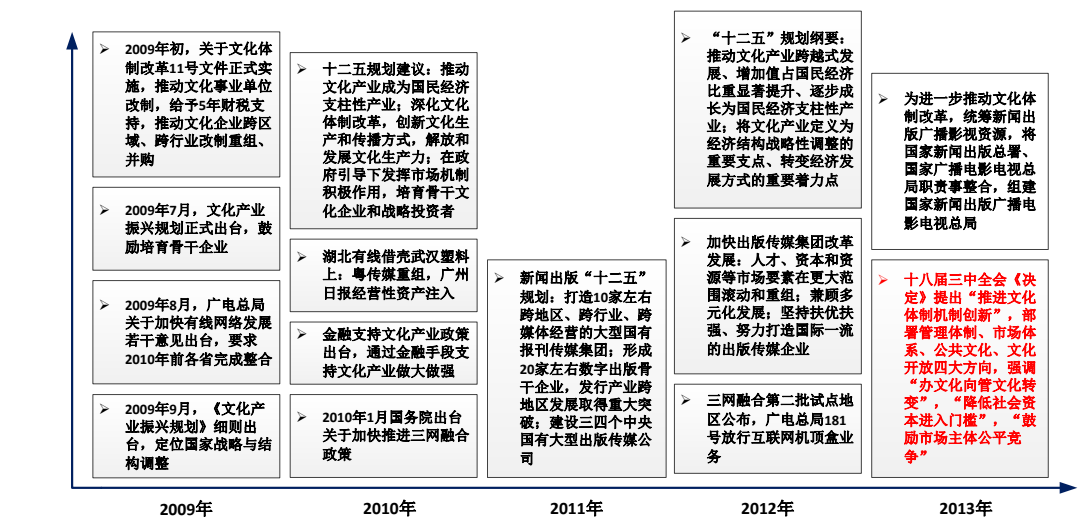 ➢ 2009年初，关于文化体
制改革11号文件正式实
施，推动文化事业单位
改制，给予5年财税支
持，推动文化企业跨区
域、跨行业改制重组、
并购
➢ 2009年7月，文化产业
振兴规划正式出台，鼓
励培育骨干企业
➢ 2009年8月，广电总局
关于加快有线网络发展
若干意见出台，要求
2010年前各省完成整合
➢ 2009年9月，《文化产
业振兴规划》细则出
台，定位国家战略与结
构调整
➢ 十二五规划建议：推动
文化产业成为国民经济
支柱性产业；深化文化
体制改革，创新文化生
产和传播方式，解放和
发展文化生产力；在政
府引导下发挥市场机制
积极作用，培育骨干文
化企业和战略投资者
➢ 湖北有线借壳武汉塑料
上：粤传媒重组，广州
日报经营性资产注入
➢ 金融支持文化产业政策
出台，通过金融手段支
持文化产业做大做强
➢ 2010年1月国务院出台
关于加快推进三网融合
政策
➢ 新闻出版“十二五”
规划：打造10家左右
跨地区、跨行业、跨
媒体经营的大型国有
报刊传媒集团；形成
20家左右数字出版骨
干企业，发行产业跨
地区发展取得重大突
破；建设三四个中央
国有大型出版传媒公
司
➢ “十二五”规划纲要：
推动文化产业跨越式发
展、增加值占国民经济
比重显著提升、逐步成
长为国民经济支柱性产
业；将文化产业定义为
经济结构战略性调整的
重要支点、转变经济发
展方式的重要着力点
➢ 加快出版传媒集团改革
发展：人才、资本和资
源等市场要素在更大范
围滚动和重组；兼顾多
元化发展；坚持扶优扶
强、努力打造国际一流
的出版传媒企业
➢ 三网融合第二批试点地
区公布，广电总局181
号放行互联网机顶盒业
务
➢ 为进一步推动文化体
制改革，统筹新闻出
版广播影视资源，将
国家新闻出版总署、
国家广播电影电视总
局职责事整合，组建
国家新闻出版广播电
影电视总局
➢ 十八届三中全会《决
定》提出“推进文化
体制机制创新”，部
署管理体制、市场体
系、公共文化、文化
开放四大方向，强调
“办文化向管文化转
变”，“降低社会资
本进入门槛”，“鼓
励市场主体公平竞
争”
2009年
2010年
2011年
2012年
2013年